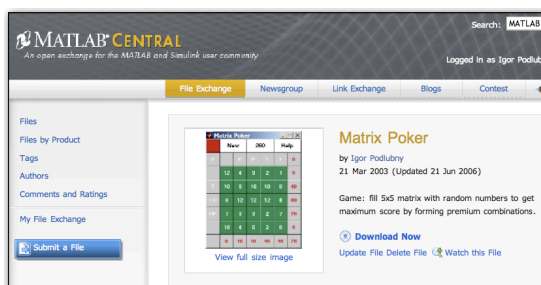 Search: MATLAB
MATLAB® CENTRAL
An open exchange for the MATLAB and Simulink user community
Logged in as Igor Podlub
File Exchange Newsgroup Link Exchange Blogs Contest
Files
Files by Product
Tags
Authors
Comments and Ratings
My File Exchange
Submit a File
Matrix Poker
New 260 Help
View full size image
Matrix Poker
by Igor Podlubny
21 Mar 2003 (Updated 21 Jun 2006)
Game: fill 5x5 matrix with random numbers to get
maximum score by forming premium combinations.
Download Now
Update File Delete File Watch this File